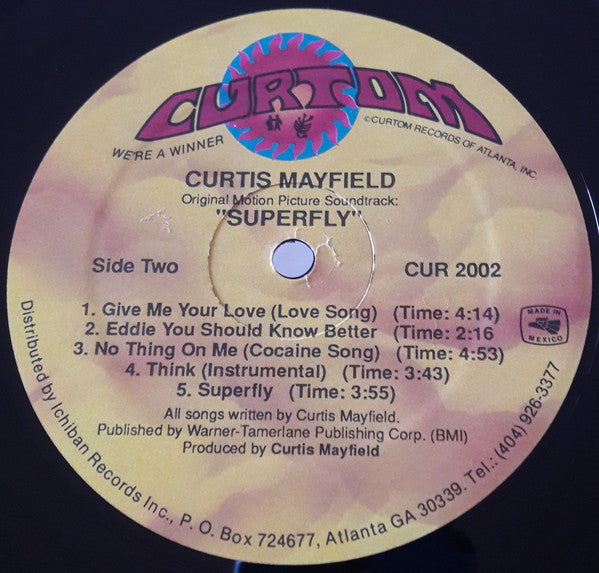 CURTOM
WE'RE A WINNER
©CURTOM RECORDS OF ATLANTA, INC.
CURTIS MAYFIELD
Original Motion Picture Soundtrack:
"SUPERFLY"
Side Two
CUR 2002
1. Give Me Your Love (Love Song) (Time: 4:14)
2. Eddie You Should Know Better (Time: 2:16
3. No Thing On Me (Cocaine Song) (Time: 4:53)
4. Think (Instrumental) (Time: 3:43)
5. Superfly (Time: 3:55)
MADE IN
MEXICO
All songs written by Curtis Mayfield.
Published by Warner-Tamerlane Publishing Corp. (BMI)
Produced by Curtis Mayfield
Distributed by Ichiban Records Inc., P. O. Box 724677, Atlanta GA 30339. Tel.: (404) 926-3377